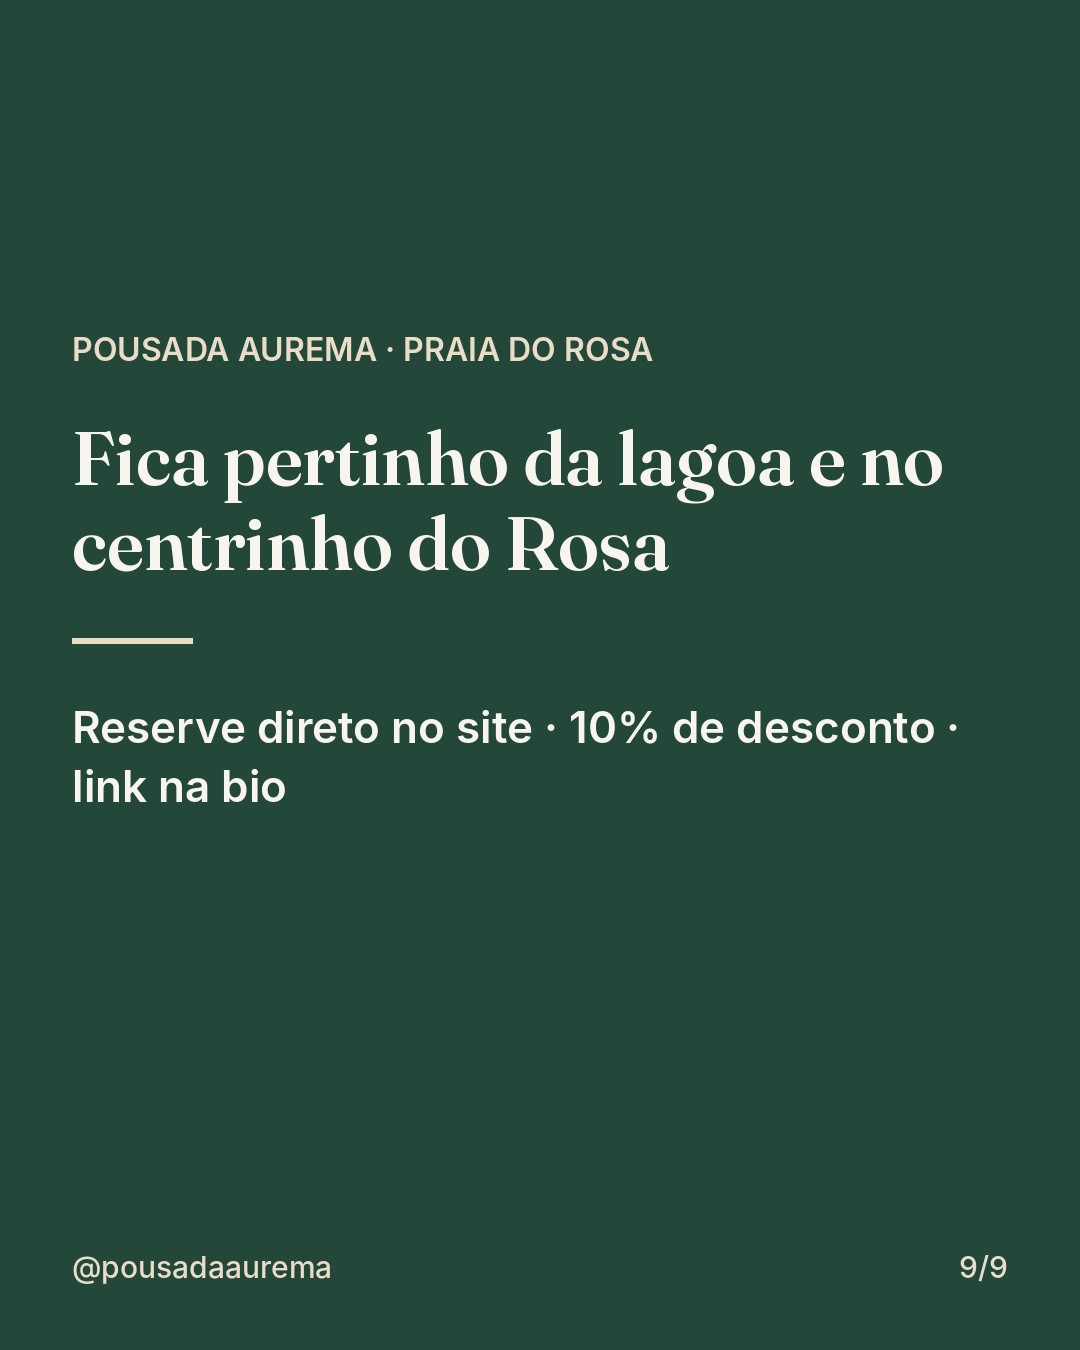 POUSADA AUREMA · PRAIA DO ROSA
Fica pertinho da lagoa e no
centrinho do Rosa
Reserve direto no site · 10% de desconto ·
link na bio
@pousadaaurema
9/9